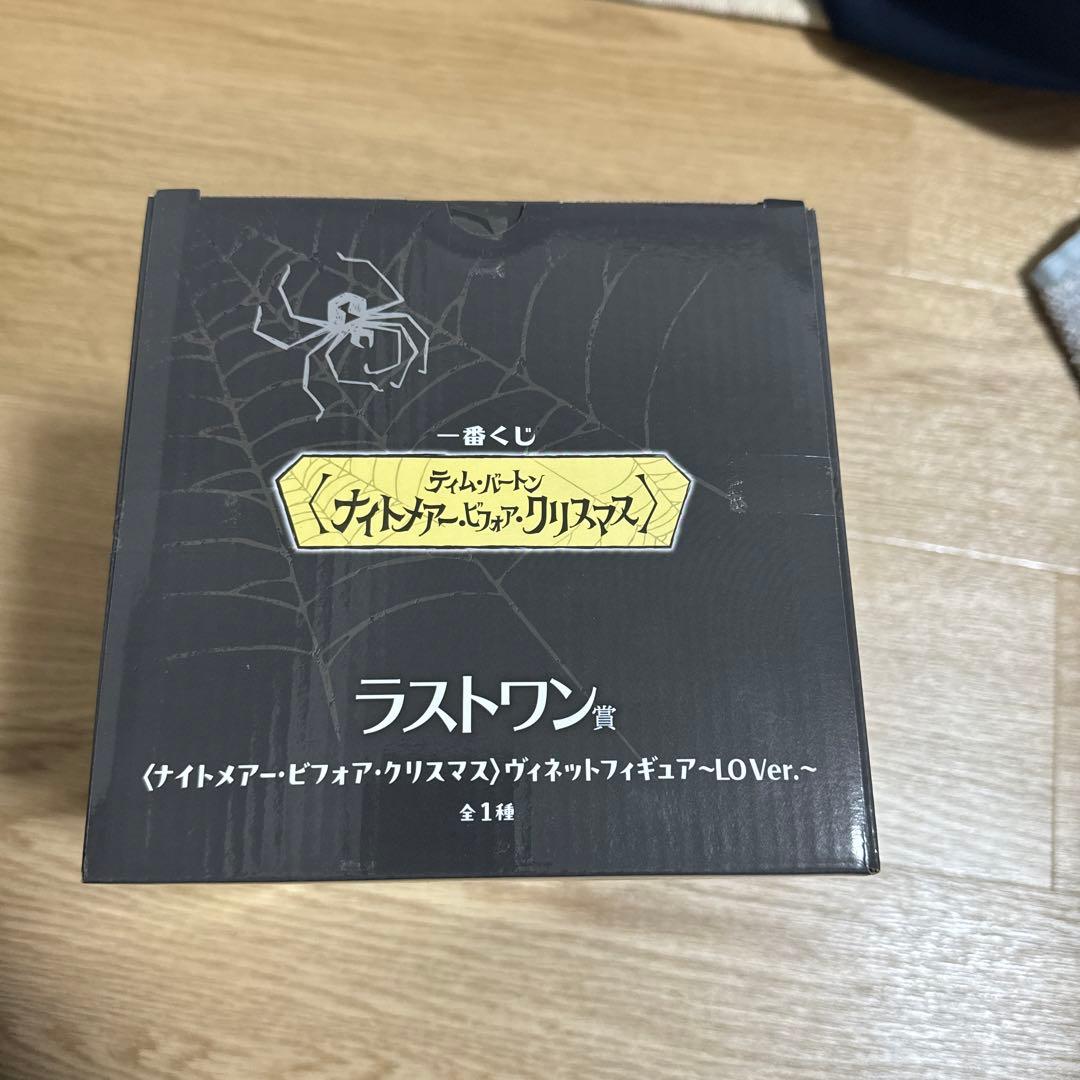 一番くじ
ティム・バートン
〈ナイトメアー・ビフォア・クリスマス〉
ラストワン賞
〈ナイトメアー・ビフォア・クリスマス〉ヴィネットフィギュア~LO Ver.~
全1種